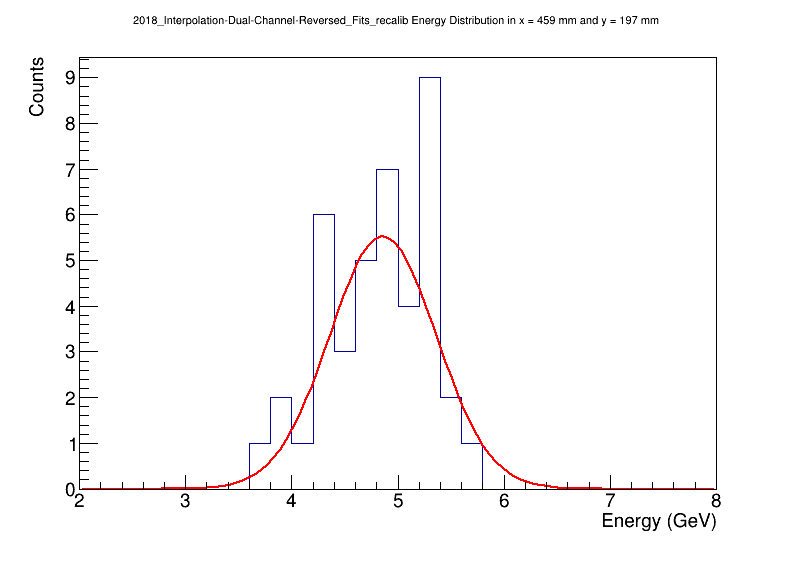 2018_Interpolation-Dual-Channel-Reversed_Fits_recalib Energy Distribution in x = 459 mm and y = 197 mm
Counts
9
8
7
6
5
4
3
2
1
0
2 3 4 5 6 7 8
Energy (GeV)